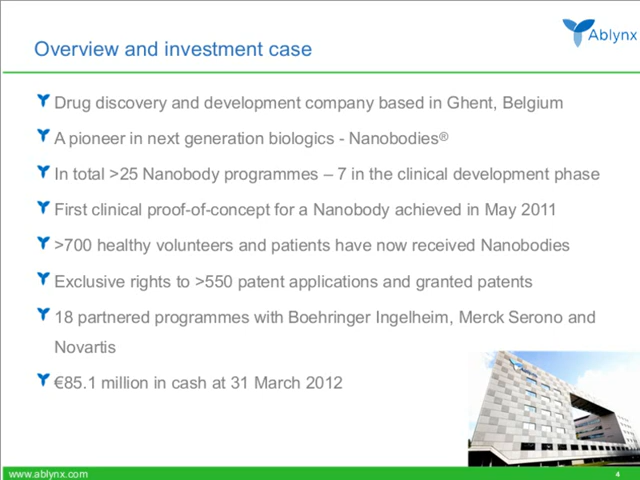 Ablynx
Overview and investment case
Drug discovery and development company based in Ghent, Belgium
A pioneer in next generation biologics - Nanobodies®
In total >25 Nanobody programmes – 7 in the clinical development phase
First clinical proof-of-concept for a Nanobody achieved in May 2011
>700 healthy volunteers and patients have now received Nanobodies
Exclusive rights to >550 patent applications and granted patents
18 partnered programmes with Boehringer Ingelheim, Merck Serono and
Novartis
€85.1 million in cash at 31 March 2012
Ablynx
www.ablynx.com
4